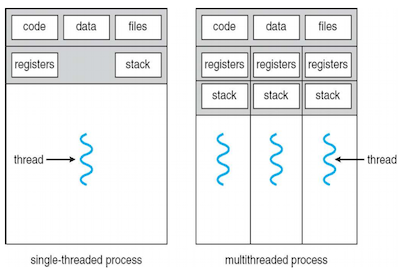 code data files
registers stack
thread
single-threaded process
code data files
registers registers registers
stack stack stack
thread
multithreaded process